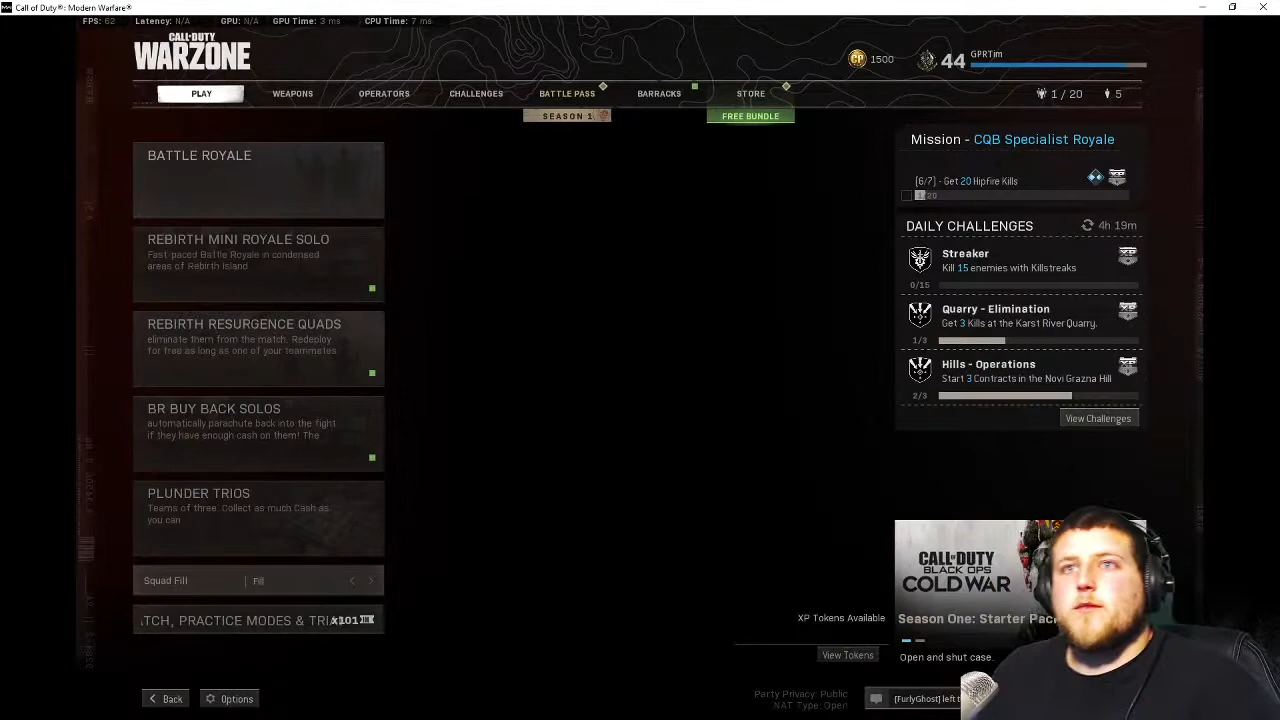 Call of Duty®: Modern Warfare®
FPS: 62 Latency: N/A GPU: N/A GPU Time: 3 ms CPU Time: 7 ms
CALL OF DUTY
WARZONE
CP 1500 44 GPRTim
PLAY WEAPONS OPERATORS CHALLENGES BATTLE PASS BARRACKS STORE
1 / 20 5
SEASON 1 FREE BUNDLE
BATTLE ROYALE
REBIRTH MINI ROYALE SOLO
Fast-paced Battle Royale in condensed
areas of Rebirth Island
REBIRTH RESURGENCE QUADS
eliminate them from the match. Redeploy
for free as long as one of your teammates
BR BUY BACK SOLOS
automatically parachute back into the fight
if they have enough cash on them! The
PLUNDER TRIOS
Teams of three. Collect as much Cash as
you can
Squad Fill | Fill
ATCH, PRACTICE MODES & TRI x101
Back Options
Mission - CQB Specialist Royale
[6/7] - Get 20 Hipfire Kills
1/20
DAILY CHALLENGES 4h 19m
Streaker
Kill 15 enemies with Killstreaks
0/15
Quarry - Elimination
Get 3 Kills at the Karst River Quarry.
1/3
Hills - Operations
Start 3 Contracts in the Novi Grazna Hill
2/3
View Challenges
CALL OF DUTY
BLACK OPS
COLD WAR
Season One: Starter Pack
Open and shut case.
XP Tokens Available
View Tokens
Party Privacy: Public
NAT Type: Open
[FurlyGhost] left t